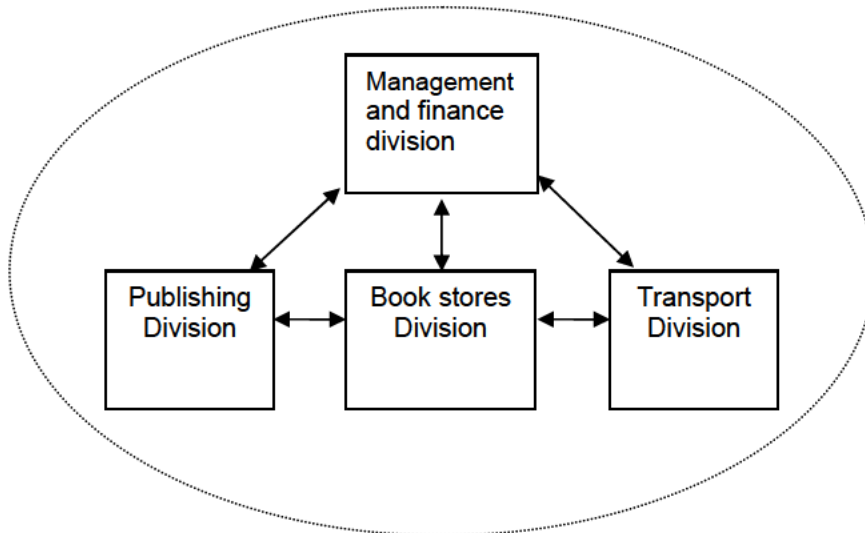 Management
and finance
division
Publishing
Division
Book stores
Division
Transport
Division